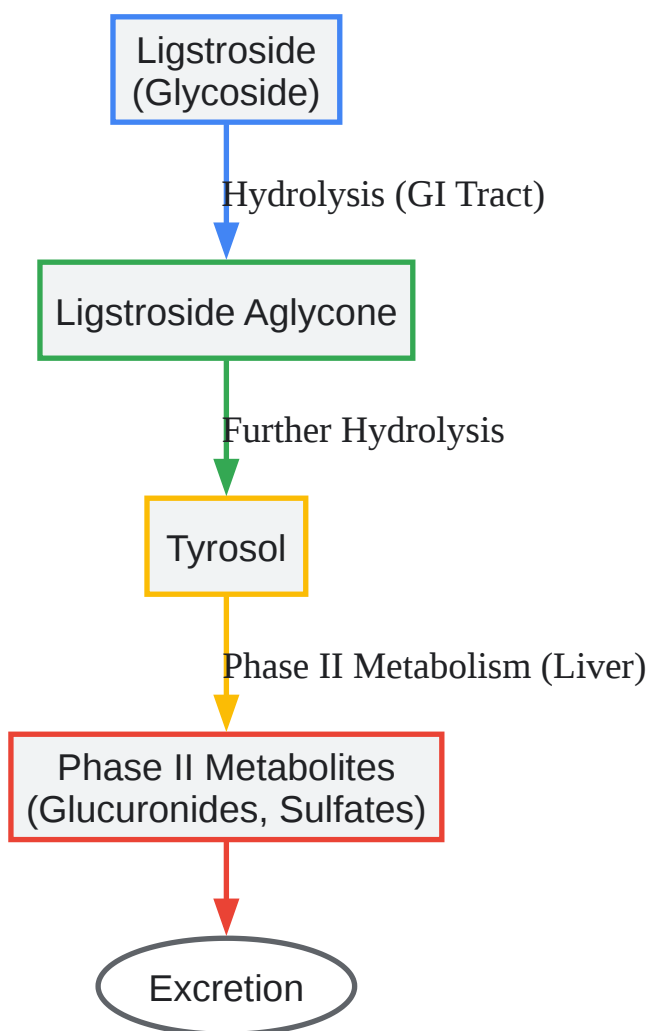 Ligstroside
(Glycoside)
Hydrolysis (GI Tract)
Ligstroside Aglycone
Further Hydrolysis
Tyrosol
Phase II Metabolism (Liver)
Phase II Metabolites
(Glucuronides, Sulfates)
Excretion